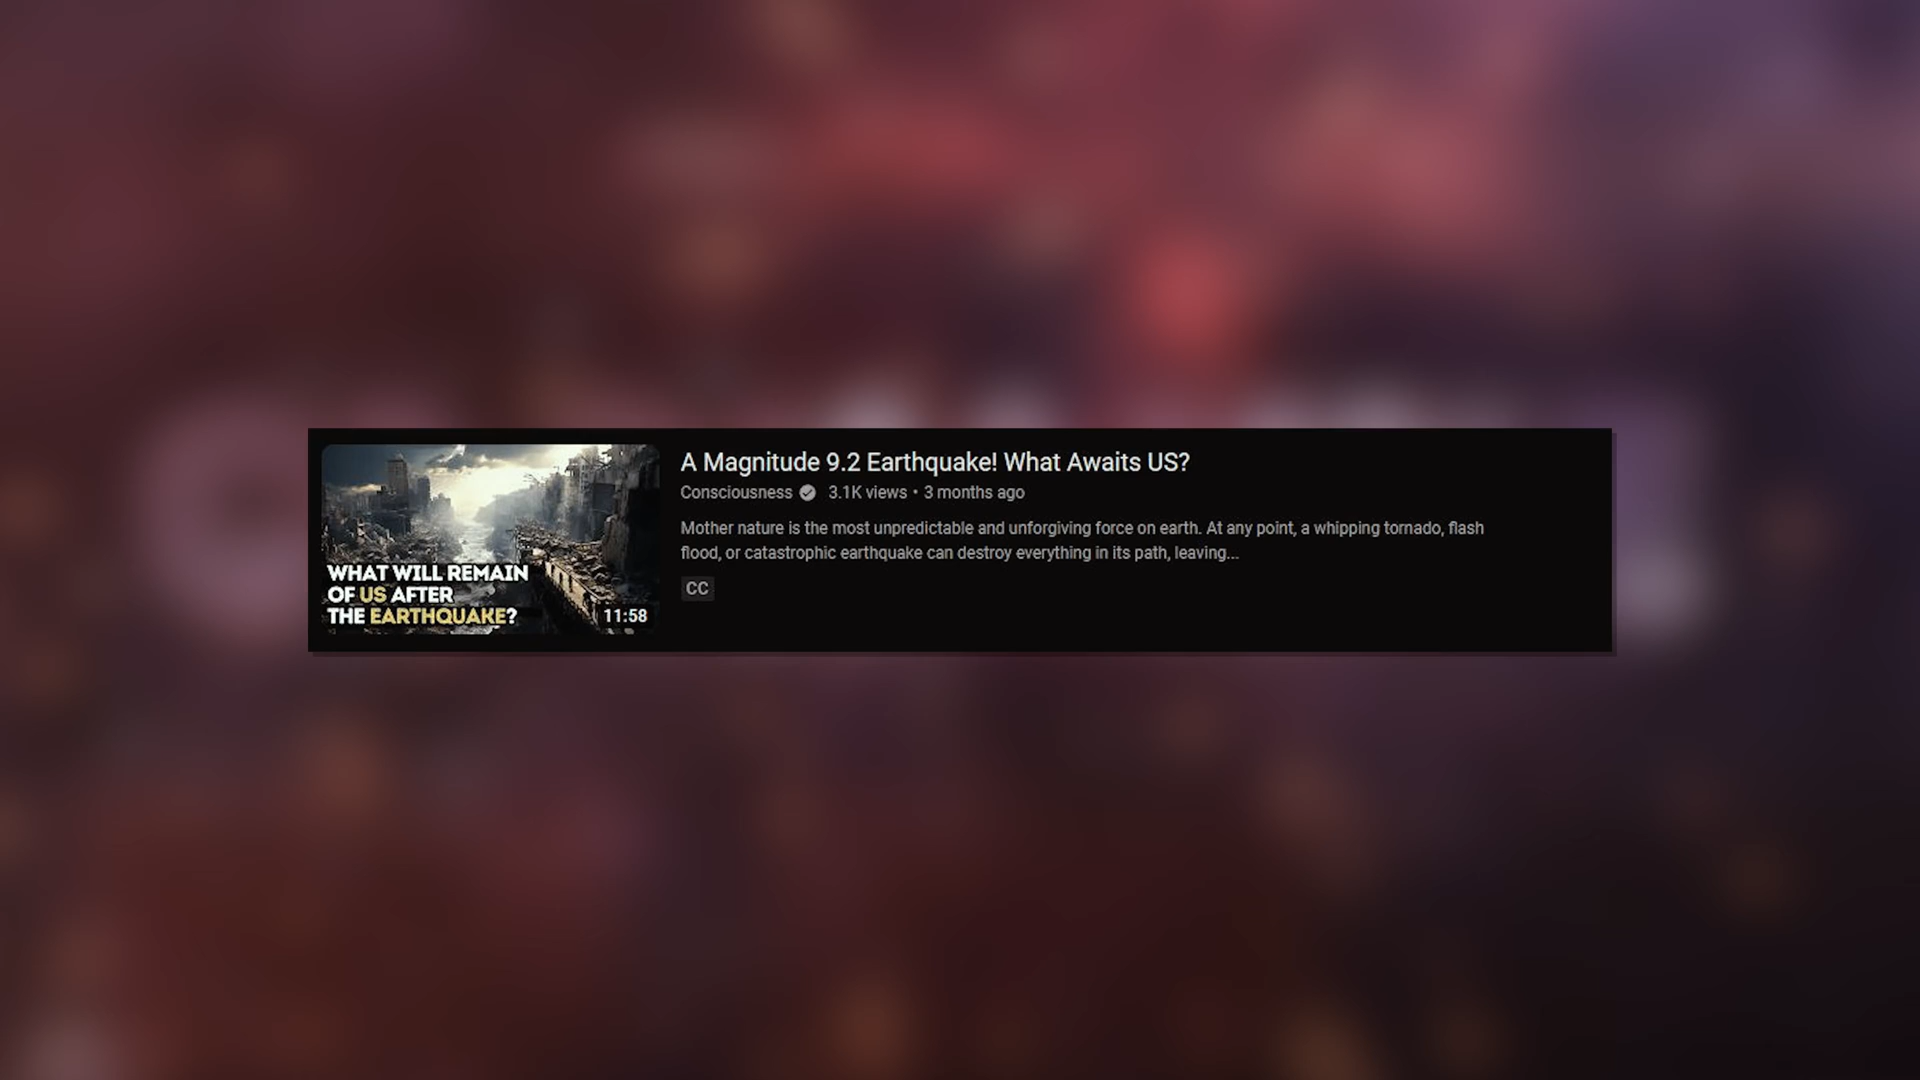 A Magnitude 9.2 Earthquake! What Awaits US?
Consciousness 3.1K views • 3 months ago
Mother nature is the most unpredictable and unforgiving force on earth. At any point, a whipping tornado, flash
flood, or catastrophic earthquake can destroy everything in its path, leaving...
CC
WHAT WILL REMAIN
OF US AFTER
THE EARTHQUAKE?
11:58